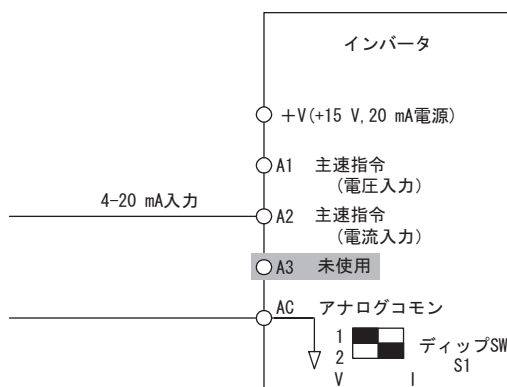 インバータ
＋V(+15 V, 20 mA電源)
A1 主速指令
(電圧入力)
4-20 mA入力
A2 主速指令
(電流入力)
A3 未使用
AC アナログコモン
1
2
ディップSW
S1
V I